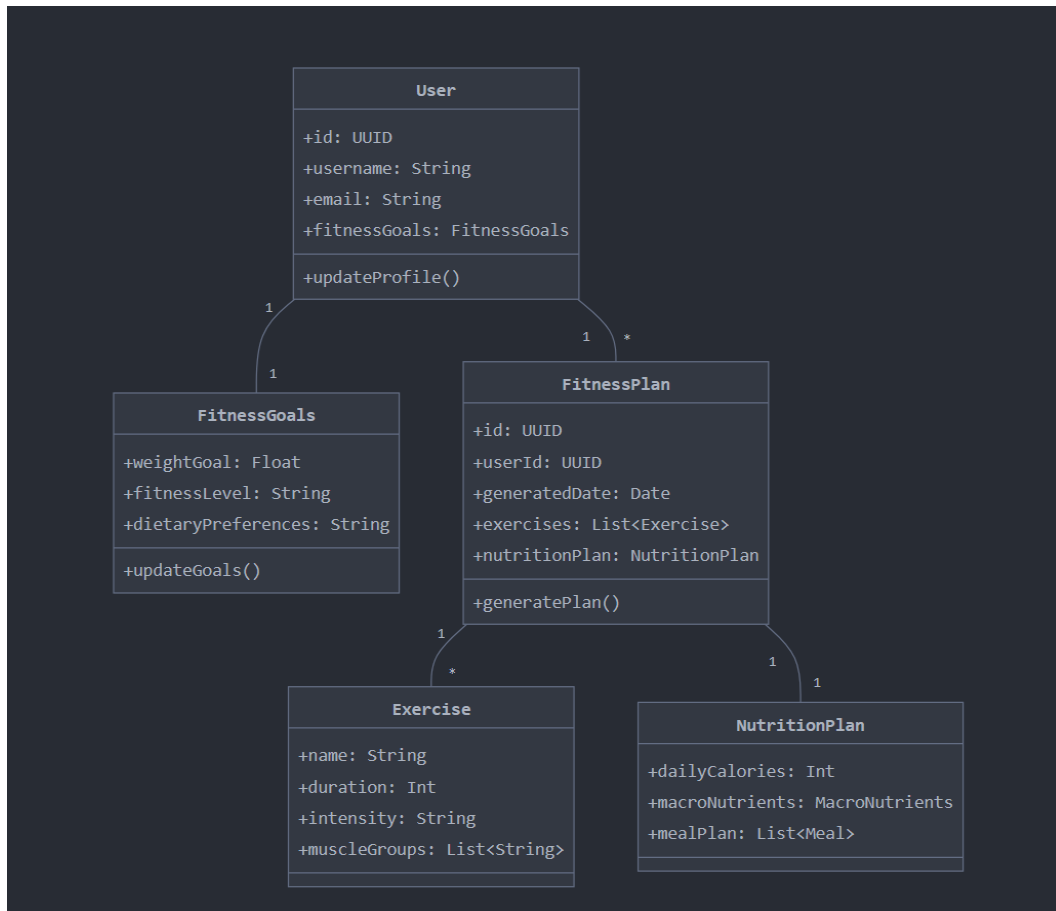 User
+id: UUID
+username: String
+email: String
+fitnessGoals: FitnessGoals
+updateProfile()
1
1
*
1
FitnessGoals
+weightGoal: Float
+fitnessLevel: String
+dietaryPreferences: String
+updateGoals()
FitnessPlan
+id: UUID
+userId: UUID
+generatedDate: Date
+exercises: List<Exercise>
+nutritionPlan: NutritionPlan
+generatePlan()
1
*
1
1
Exercise
+name: String
+duration: Int
+intensity: String
+muscleGroups: List<String>
NutritionPlan
+dailyCalories: Int
+macroNutrients: MacroNutrients
+mealPlan: List<Meal>